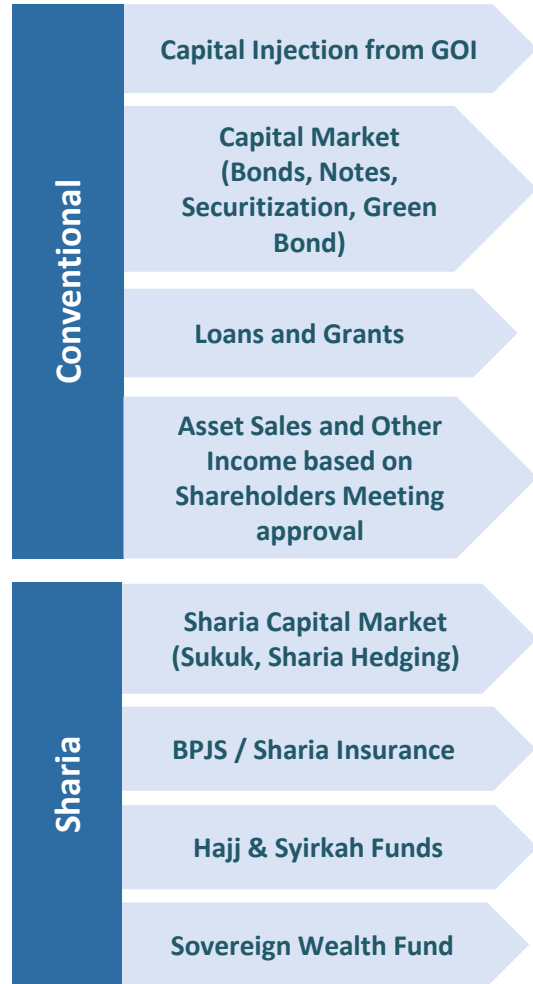 Conventional
Capital Injection from GOI
Capital Market
(Bonds, Notes,
Securitization, Green
Bond)
Loans and Grants
Asset Sales and Other
Income based on
Shareholders Meeting
approval
Sharia
Sharia Capital Market
(Sukuk, Sharia Hedging)
BPJS / Sharia Insurance
Hajj & Syirkah Funds
Sovereign Wealth Fund